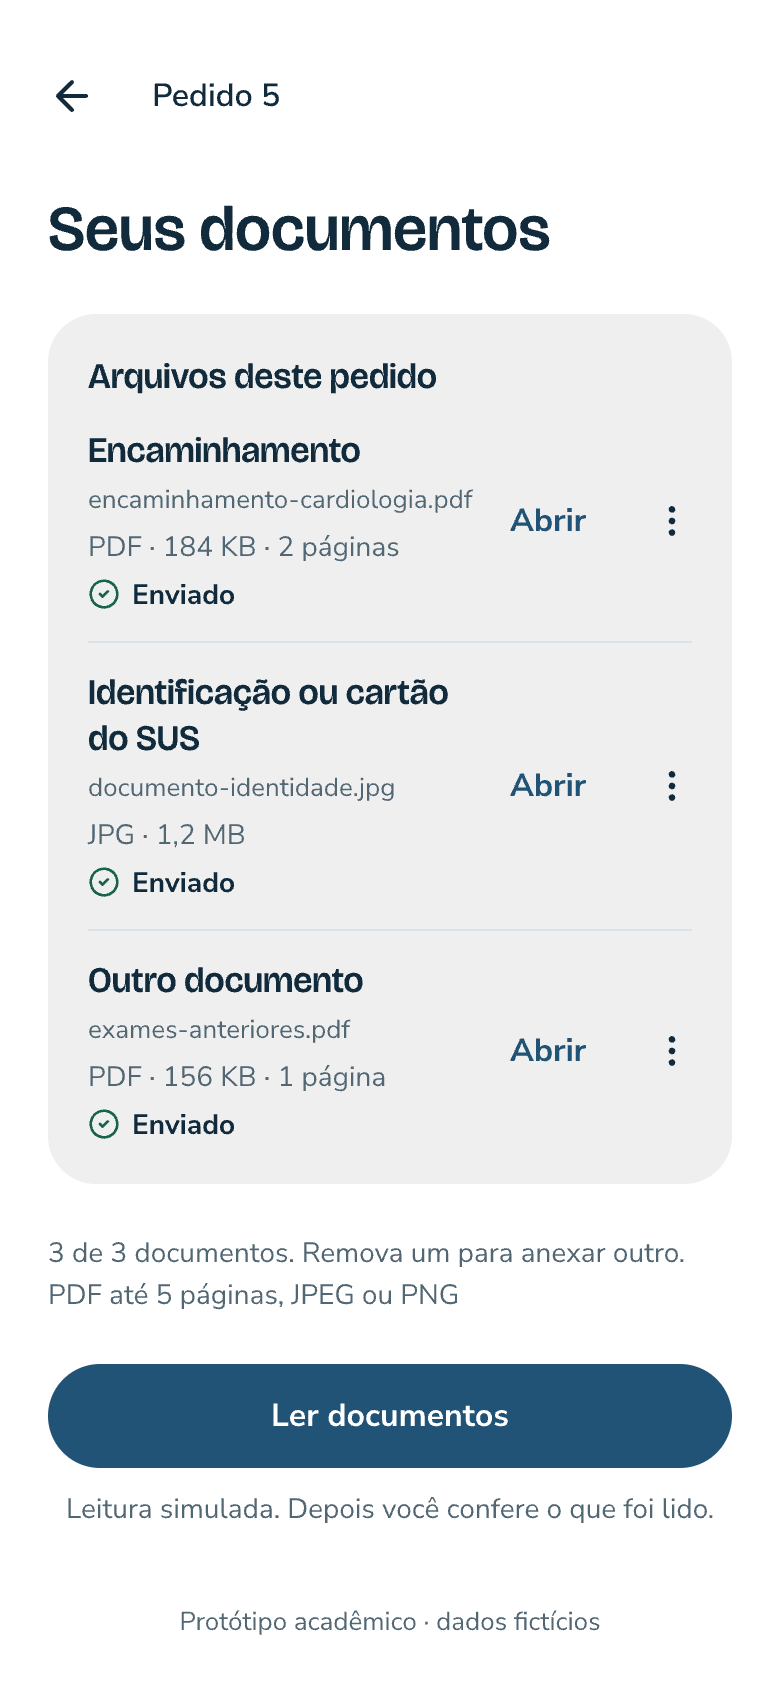 Pedido 5
Seus documentos
Arquivos deste pedido
Encaminhamento
encaminhamento-cardiologia.pdf
PDF · 184 KB · 2 páginas
Enviado
Abrir
Identificação ou cartão
do SUS
documento-identidade.jpg
JPG · 1,2 MB
Enviado
Abrir
Outro documento
exames-anteriores.pdf
PDF · 156 KB · 1 página
Enviado
Abrir
3 de 3 documentos. Remova um para anexar outro.
PDF até 5 páginas, JPEG ou PNG
Ler documentos
Leitura simulada. Depois você confere o que foi lido.
Protótipo acadêmico · dados fictícios